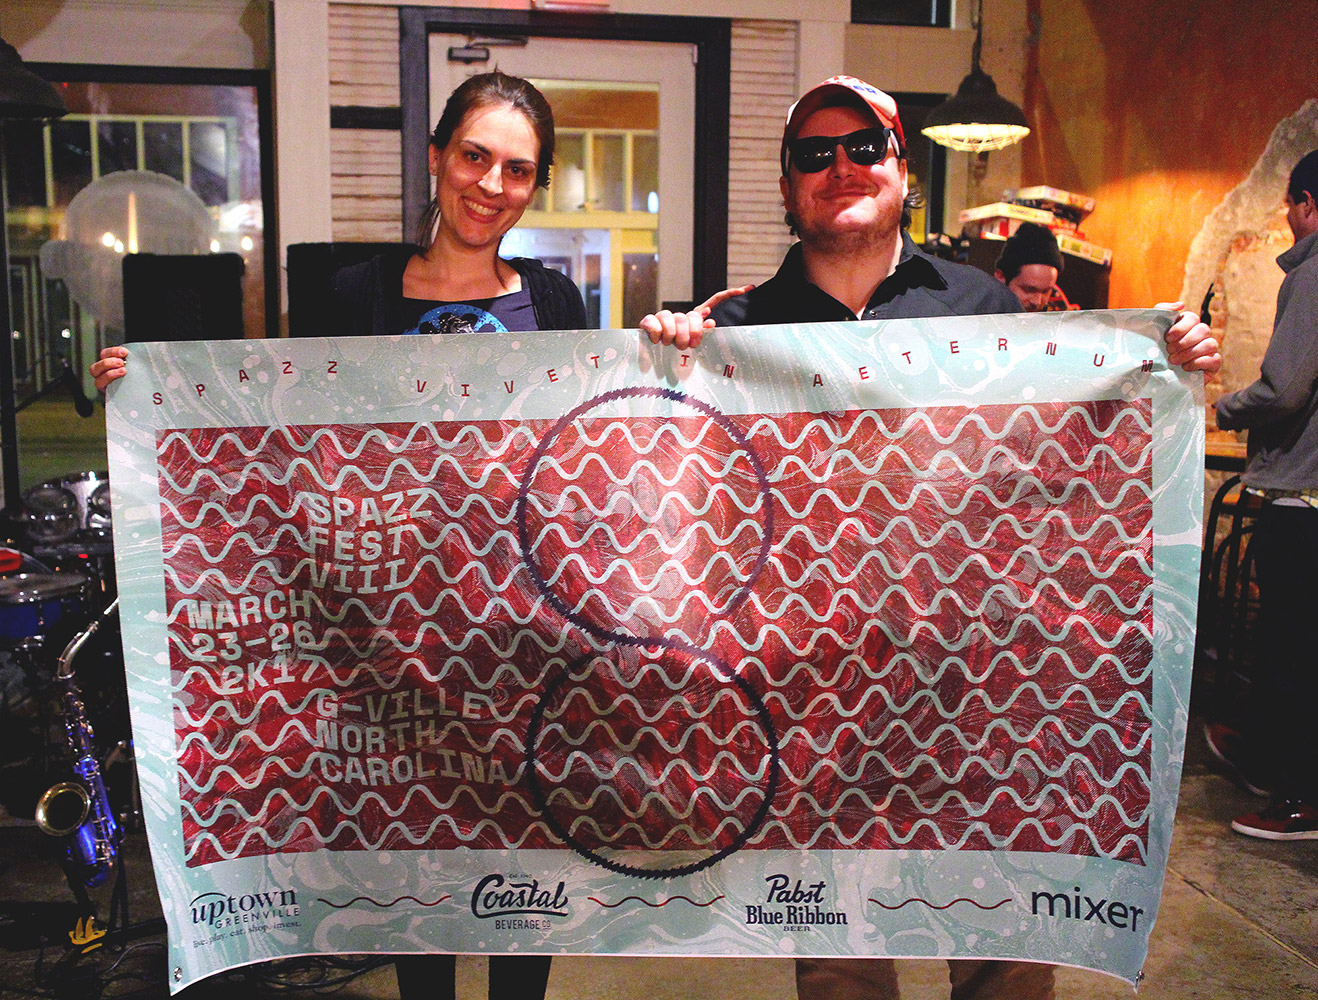 SPAZZ VIVET IN AETERNUM
SPAZZ
FEST
VIII
MARCH
23-26
2K17
G-VILLE
NORTH
CAROLINA
uptown
GREENVILLE
live. play. eat. shop. invest.
Coastal
BEVERAGE CO
Pabst
Blue Ribbon
BEER
mixer